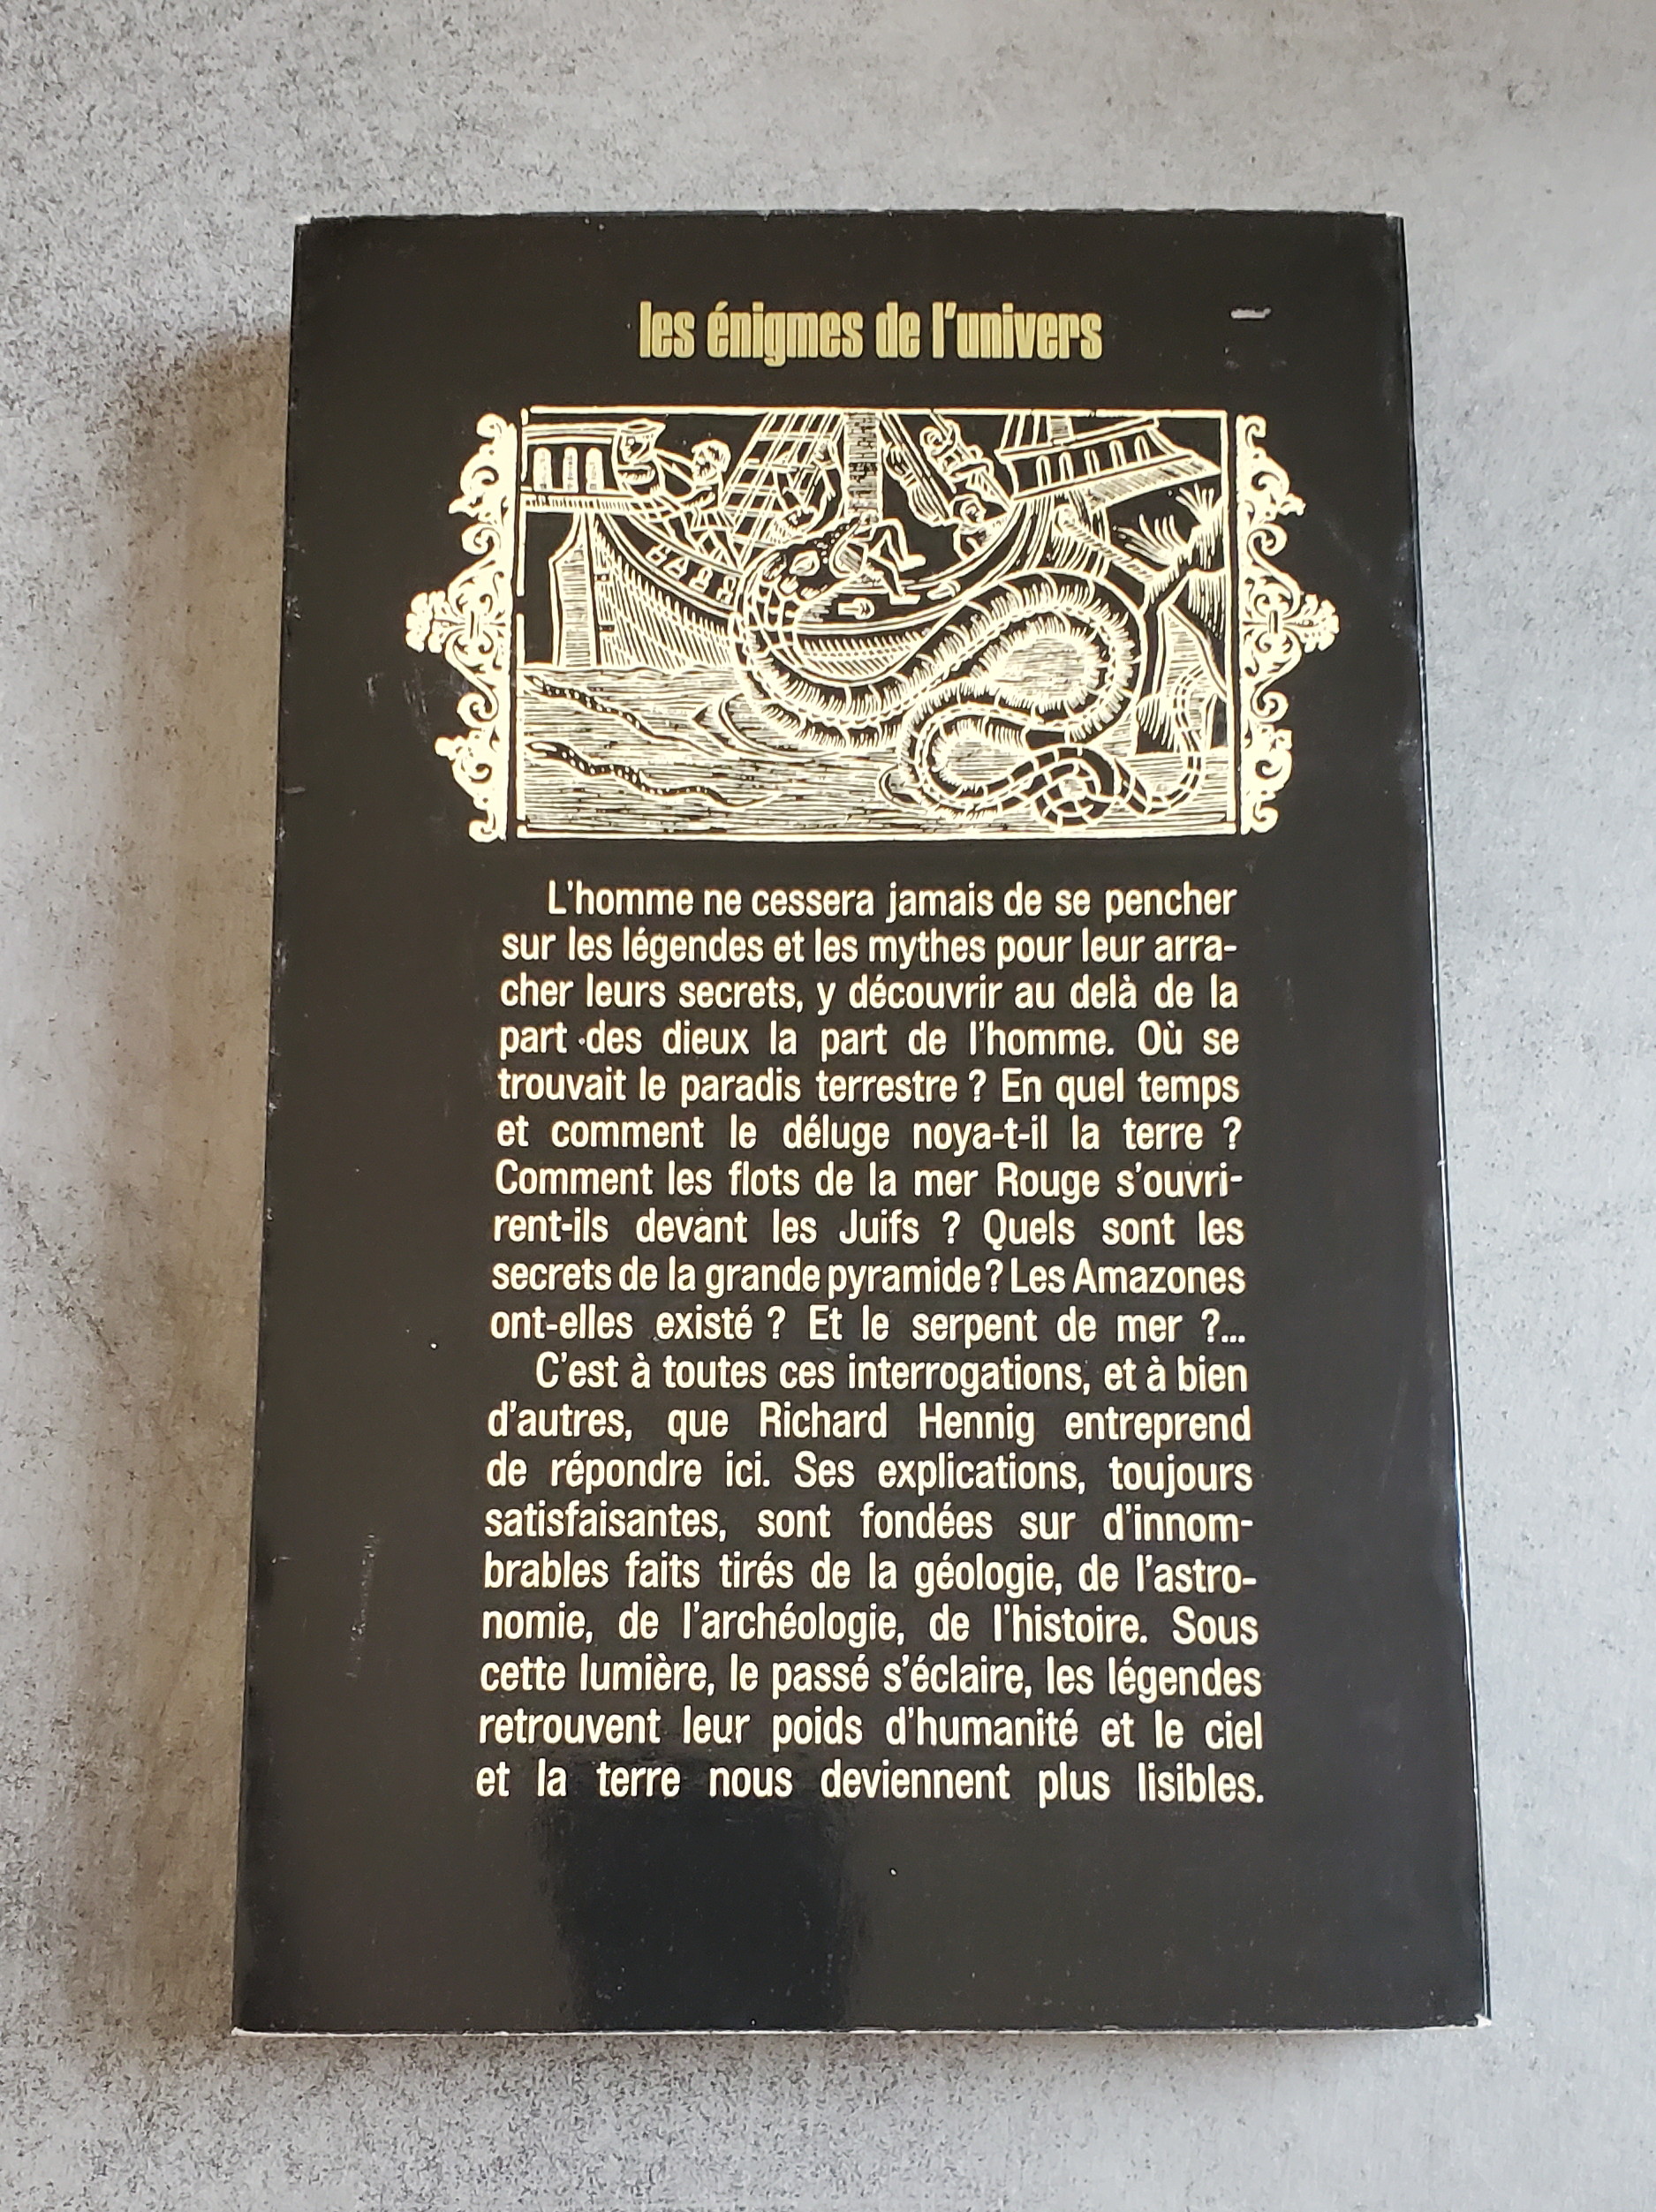 les énigmes de l'univers
L'homme ne cessera jamais de se pencher
sur les légendes et les mythes pour leur arra-
cher leurs secrets, y découvrir au delà de la
part des dieux la part de l'homme. Où se
trouvait le paradis terrestre ? En quel temps
et comment le déluge noya-t-il la terre ?
Comment les flots de la mer Rouge s'ouvri-
rent-ils devant les Juifs ? Quels sont les
secrets de la grande pyramide ? Les Amazones
ont-elles existé ? Et le serpent de mer ?...
C'est à toutes ces interrogations, et à bien
d'autres, que Richard Hennig entreprend
de répondre ici. Ses explications, toujours
satisfaisantes, sont fondées sur d'innom-
brables faits tirés de la géologie, de l'astro-
nomie, de l'archéologie, de l'histoire. Sous
cette lumière, le passé s'éclaire, les légendes
retrouvent leur poids d'humanité et le ciel
et la terre nous deviennent plus lisibles.